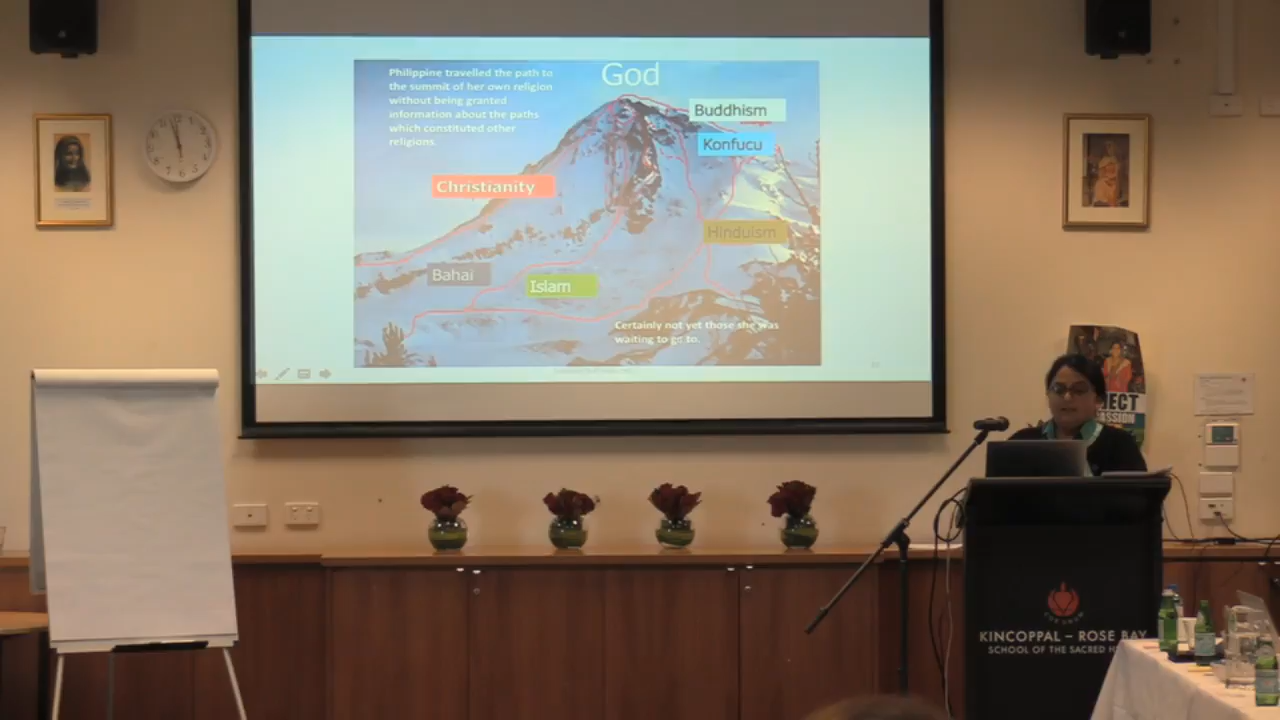 God
Philippine travelled the path to
the summit of her own religion
without being granted
information about the paths
which constituted other
religions.
Buddhism
Konfucu
Christianity
Hinduism
Bahai
Islam
Certainly not yet those she was
waiting to go to.
JECT
ASSION
KINCOPPAL – ROSE BAY
SCHOOL OF THE SACRED H